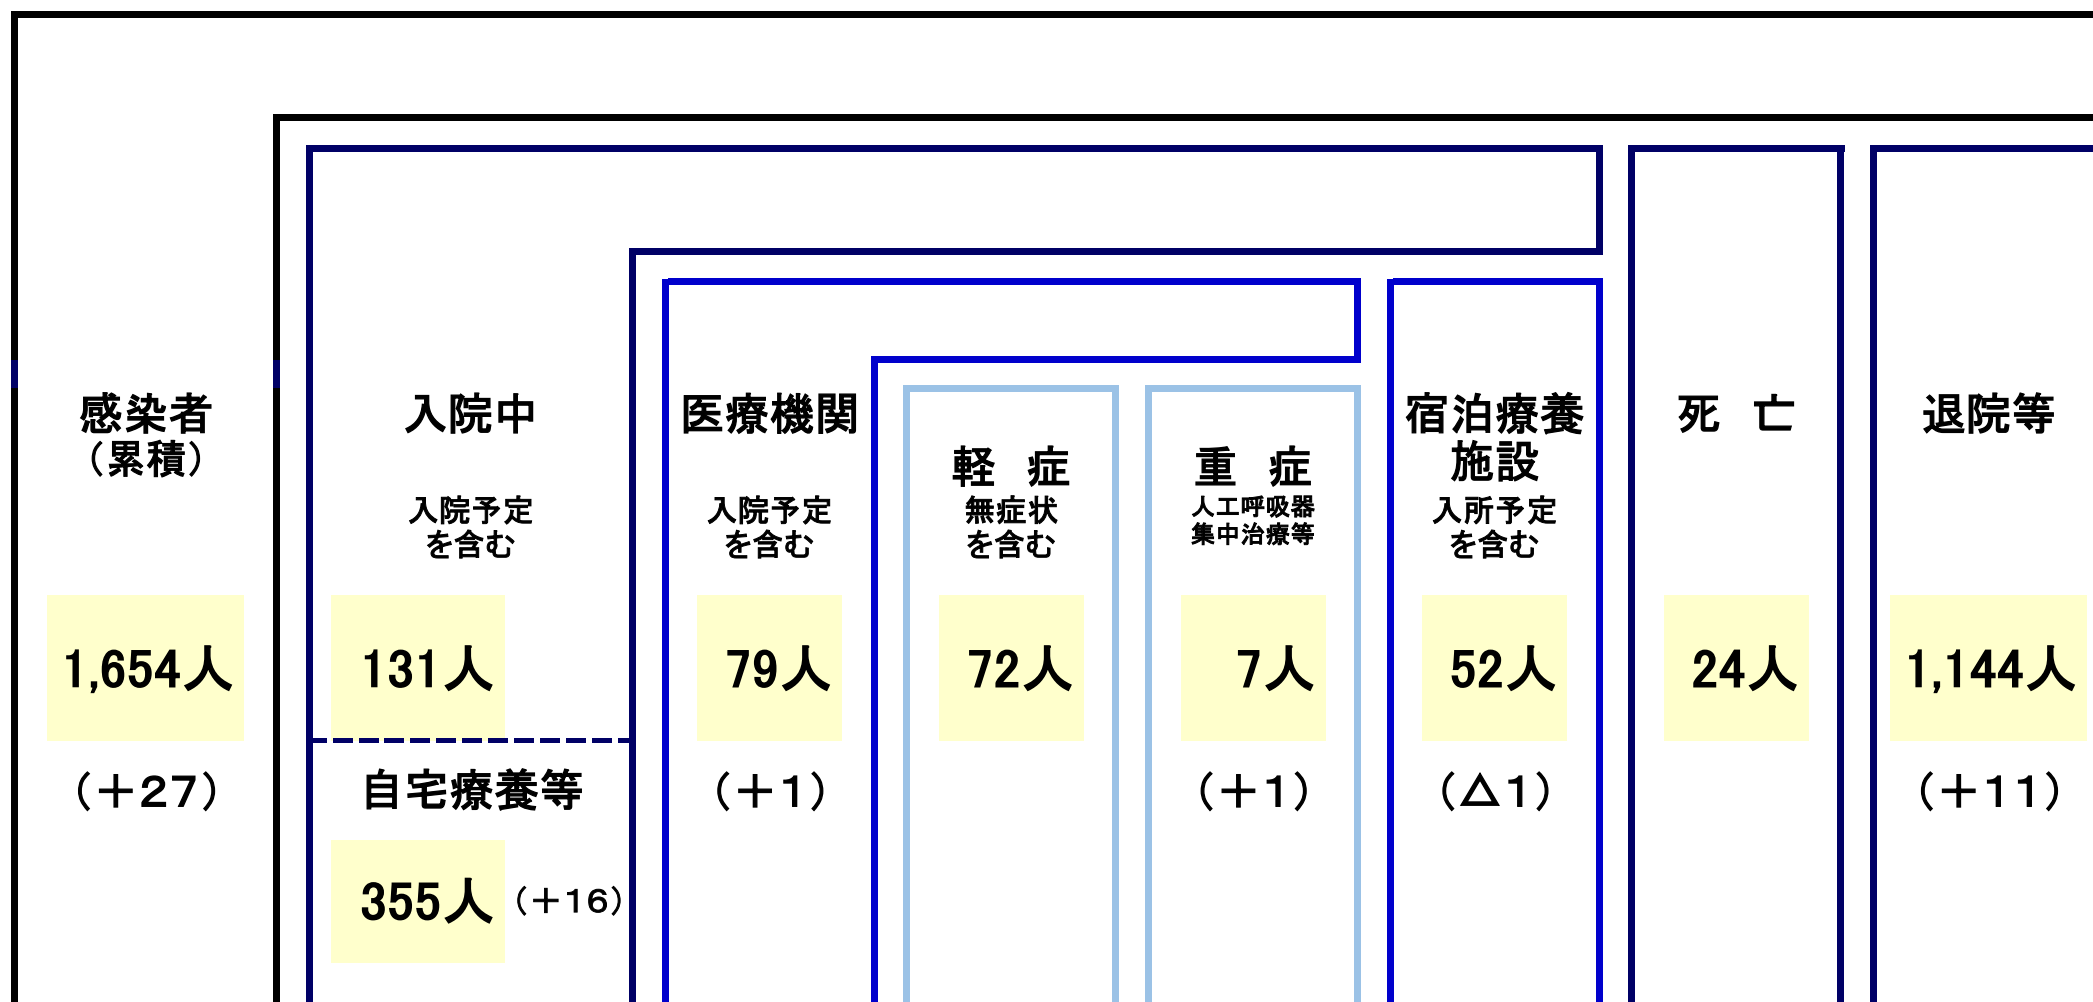 感染者
（累積）
1,654人
（＋27）
入院中
入院予定
を含む
131人
自宅療養等
355人（＋16）
医療機関
入院予定
を含む
79人
（＋1）
軽 症
無症状
を含む
72人
重 症
人工呼吸器
集中治療等
7人
（＋1）
宿泊療養
施設
入所予定
を含む
52人
（△1）
死 亡
24人
退院等
1,144人
（＋11）